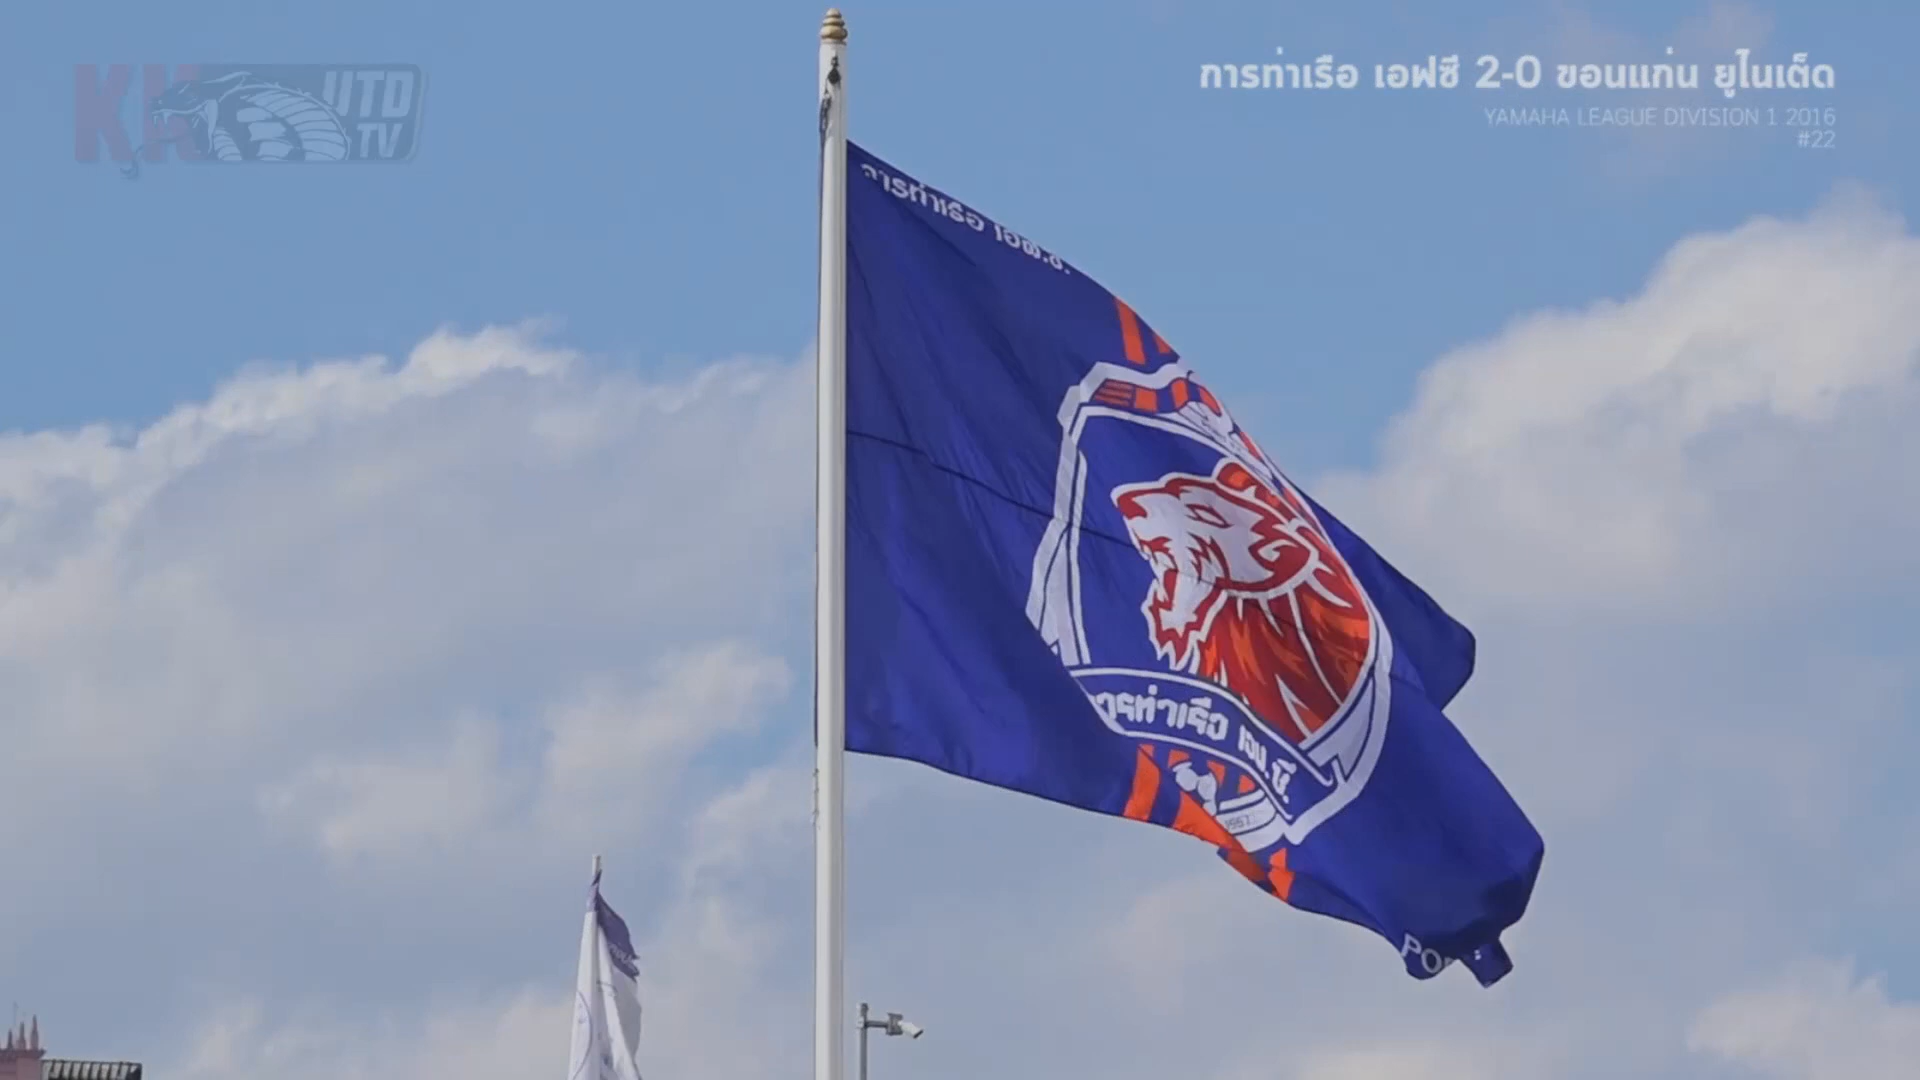 KK UTD
TV
การท่าเรือ เอฟซี 2-0 ขอนแก่น ยูไนเต็ด
YAMAHA LEAGUE DIVISION 1 2016
#22
การท่าเรือ เอฟ.ซี.
การท่าเรือ เอฟ.ซี.
1967